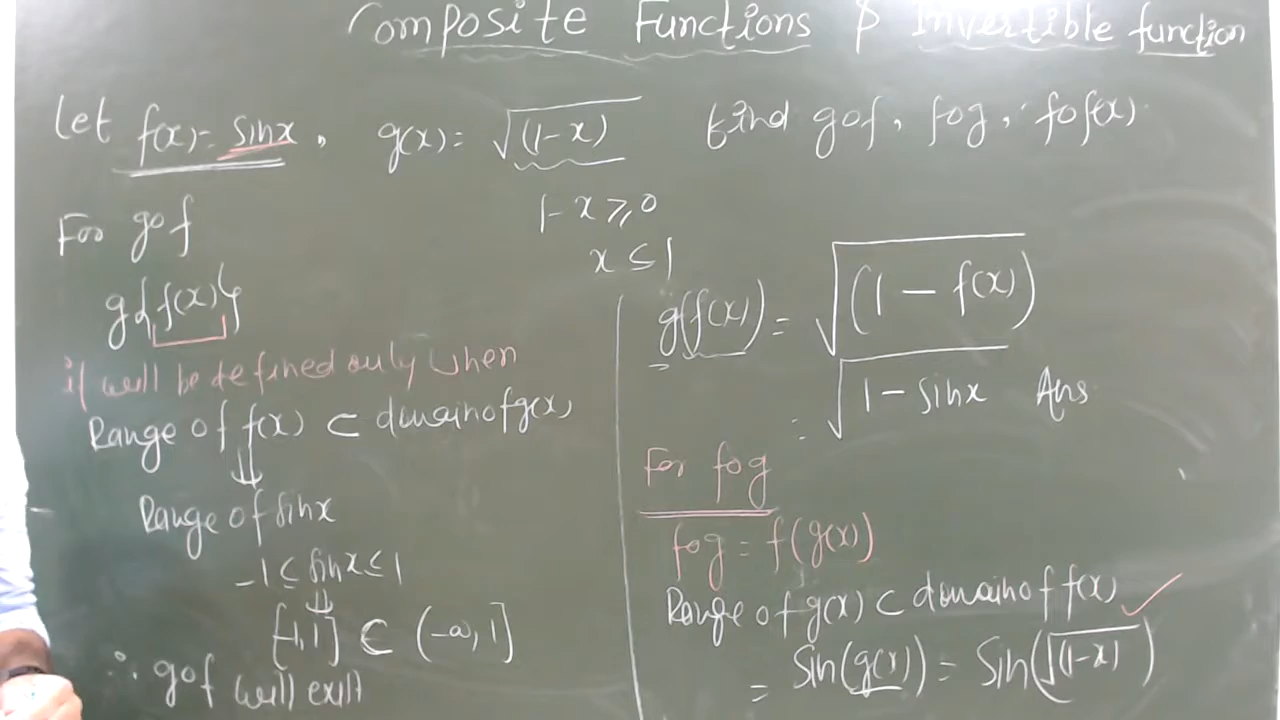 Composite Functions & Invertible function
Let f(x) = sinx, g(x) = √(1-x) find gof, fog, fof(x)
1-x ≥ 0
x ≤ 1
For gof
g{f(x)}
it will be defined only when
Range of f(x) ⊂ domain of g(x)
⇓
Range of sinx
-1 ≤ sinx ≤ 1
⇓
[-1,1] ⊂ (-∞,1]
∴ gof will exist
g(f(x)) = √(1 - f(x))
= √1 - sinx Ans
For fog
fog = f(g(x))
Range of g(x) ⊂ domain of f(x) ✓
= sin(g(x)) = sin(√(1-x))